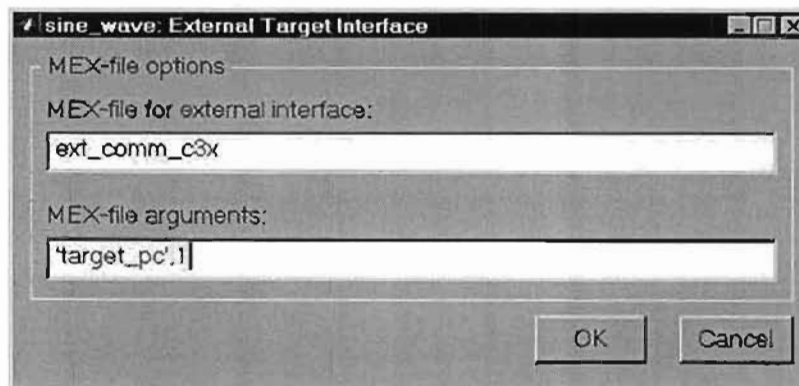 sine_wave: External Target Interface
MEX-file options
MEX-file for external interface:
ext_comm_c3x
MEX-file arguments:
'target_pc',1
OK Cancel